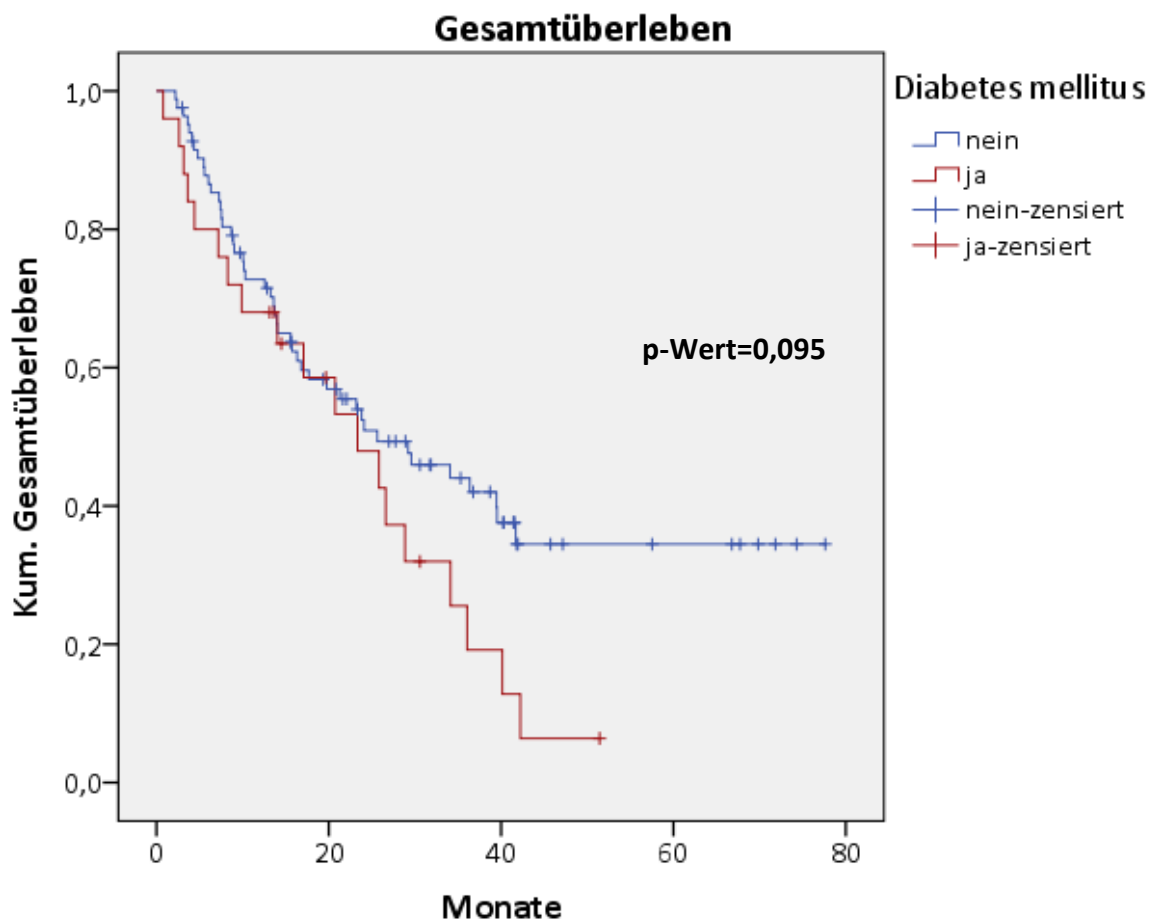 Gesamtüberleben
Kum. Gesamtüberleben
1,0
0,8
0,6
0,4
0,2
0,0
0 20 40 60 80
Monate
p-Wert=0,095
Diabetes mellitus
nein
ja
nein-zensiert
ja-zensiert